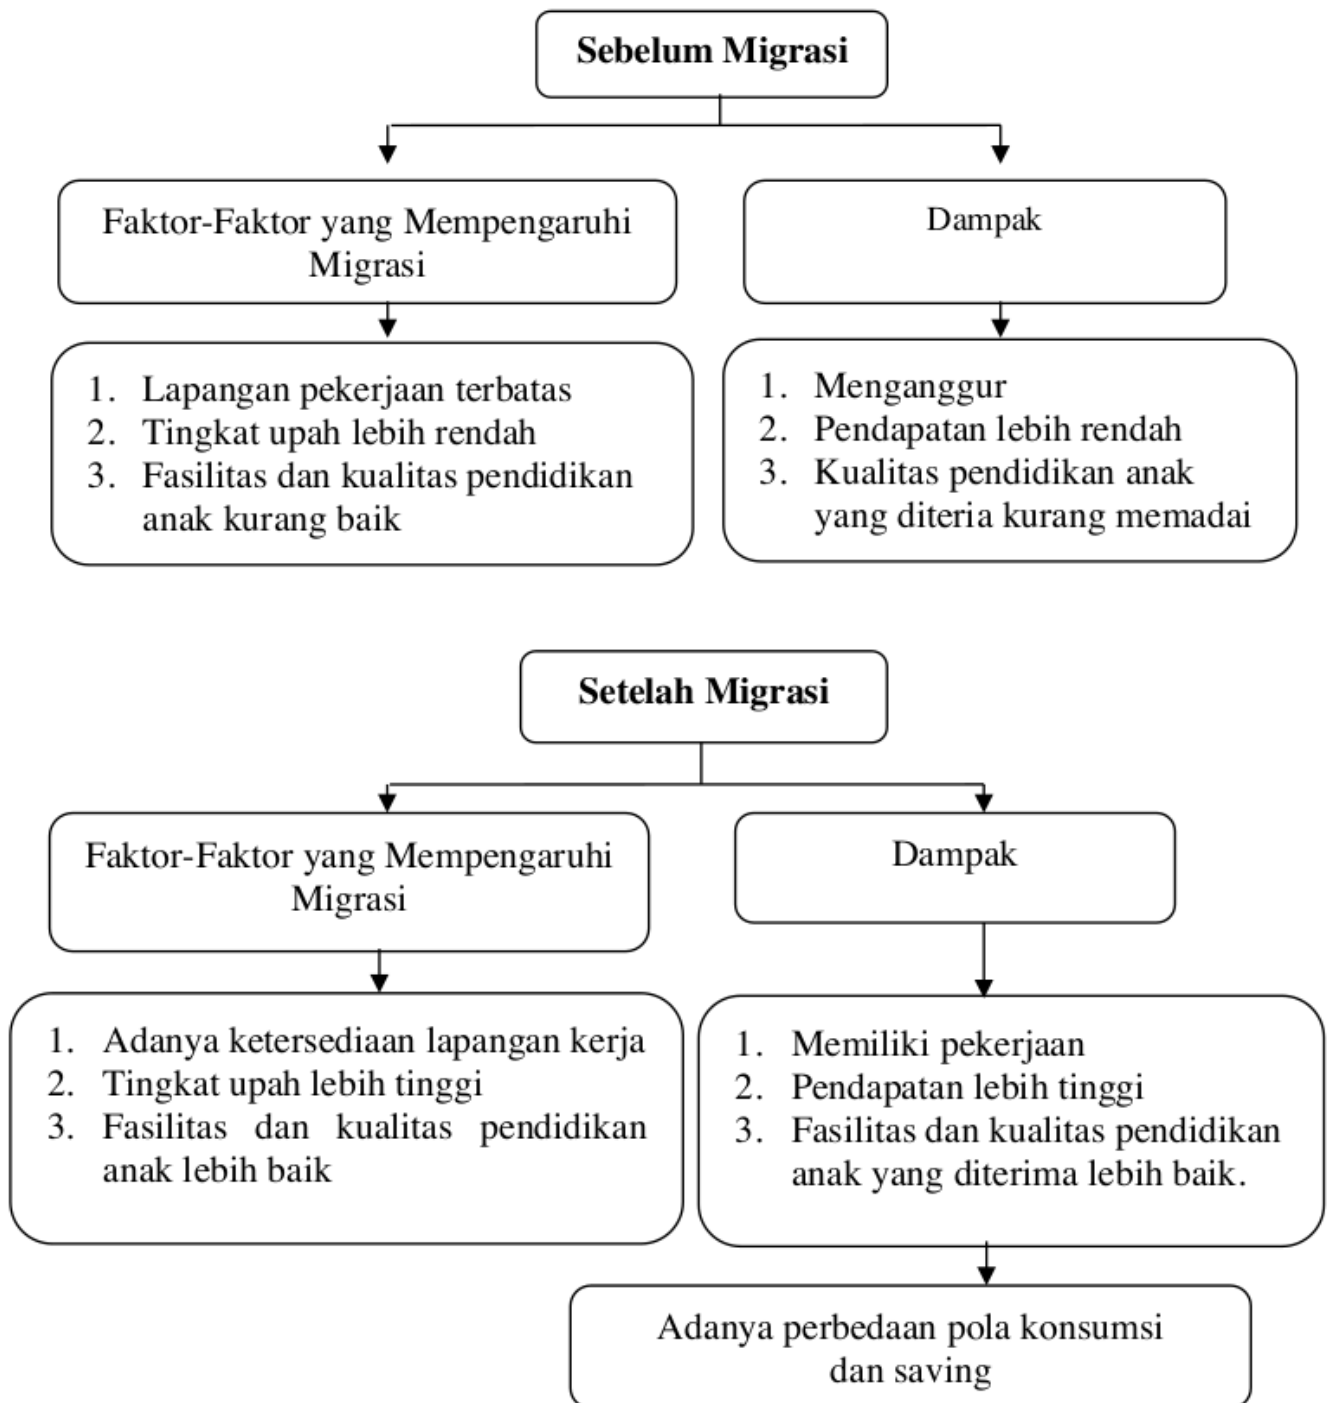 Sebelum Migrasi
Faktor-Faktor yang Mempengaruhi
Migrasi
Dampak
1. Lapangan pekerjaan terbatas
2. Tingkat upah lebih rendah
3. Fasilitas dan kualitas pendidikan
anak kurang baik
1. Menganggur
2. Pendapatan lebih rendah
3. Kualitas pendidikan anak
yang diteria kurang memadai
Setelah Migrasi
Faktor-Faktor yang Mempengaruhi
Migrasi
Dampak
1. Adanya ketersediaan lapangan kerja
2. Tingkat upah lebih tinggi
3. Fasilitas dan kualitas pendidikan
anak lebih baik
1. Memiliki pekerjaan
2. Pendapatan lebih tinggi
3. Fasilitas dan kualitas pendidikan
anak yang diterima lebih baik.
Adanya perbedaan pola konsumsi
dan saving